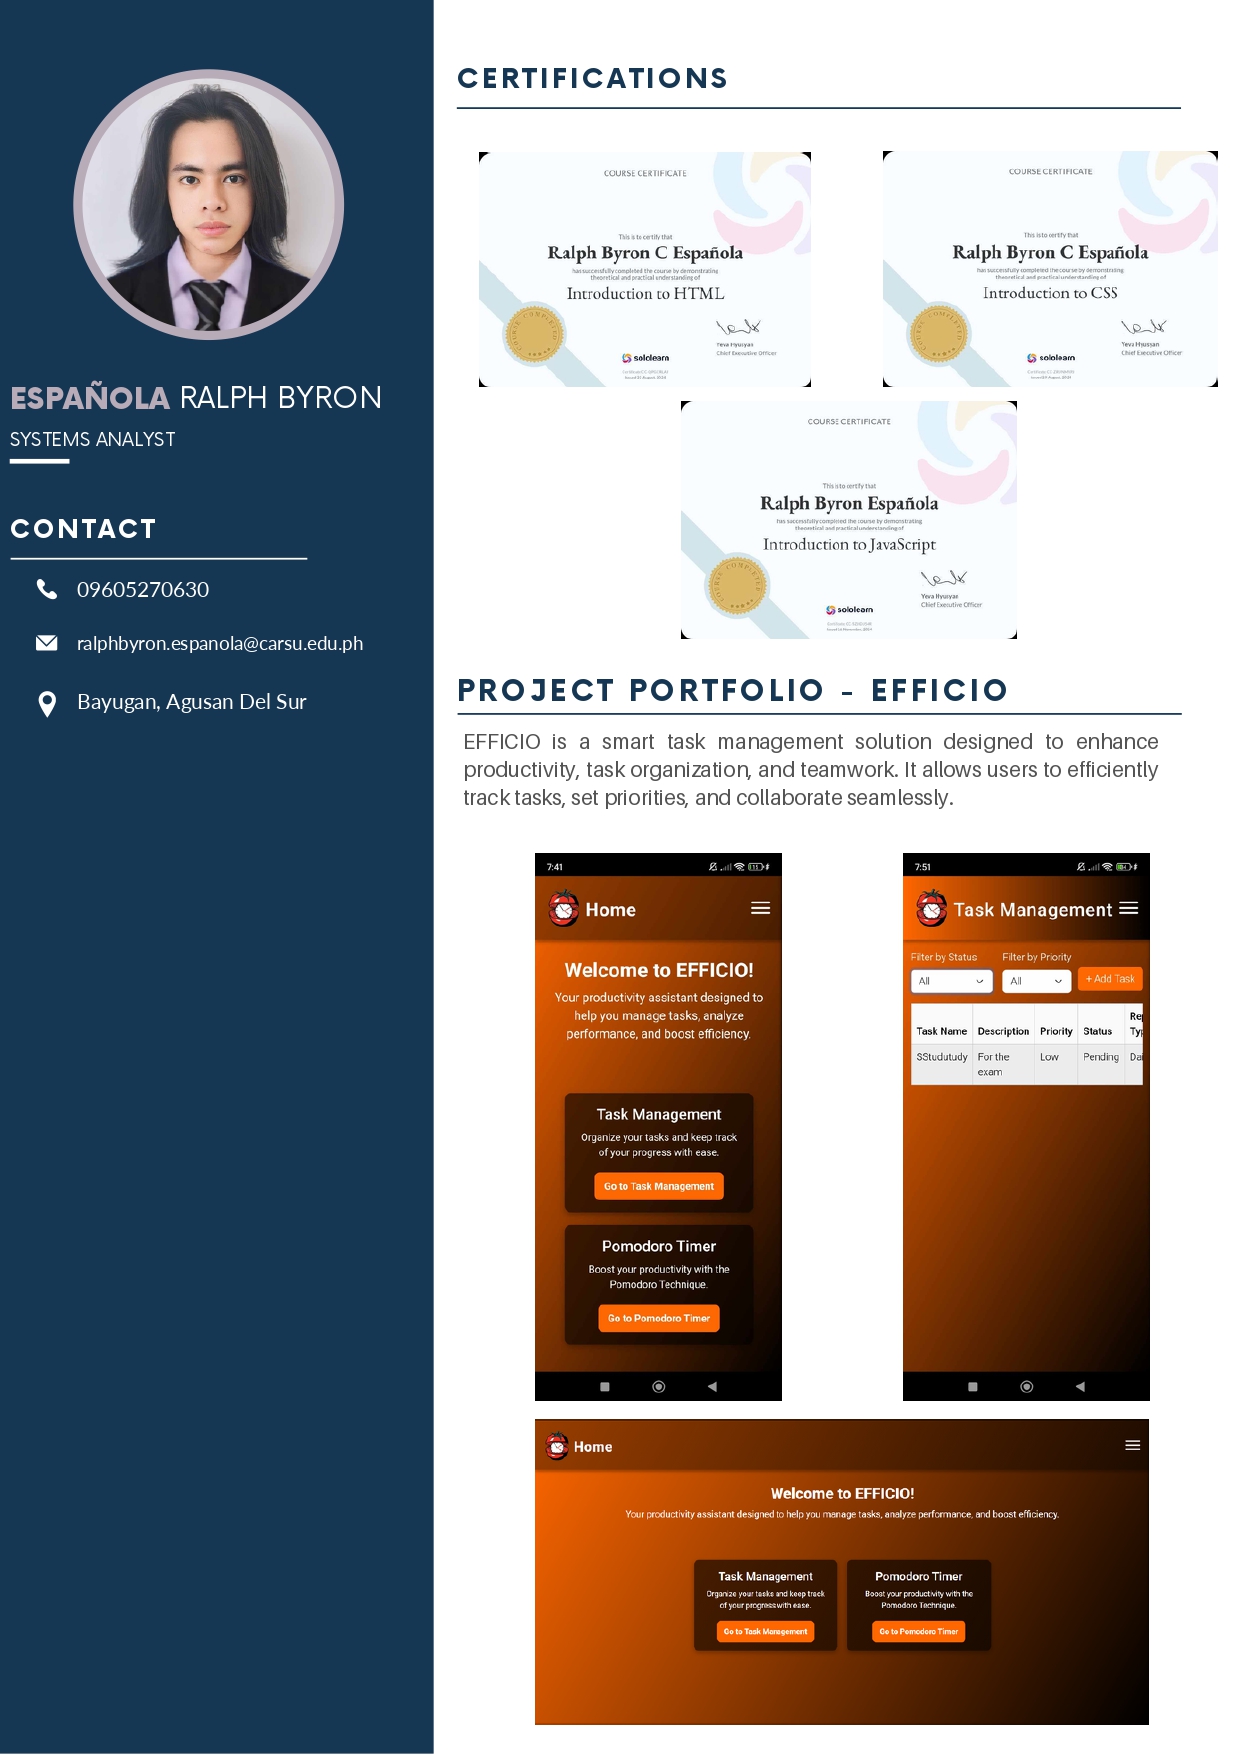 ESPAÑOLA RALPH BYRON
SYSTEMS ANALYST
CONTACT
09605270630
ralphbyron.espanola@carsu.edu.ph
Bayugan, Agusan Del Sur
CERTIFICATIONS
COURSE CERTIFICATE
This is to certify that
Ralph Byron C Española
has successfully completed the course by demonstrating
theoretical and practical understanding of
Introduction to HTML
Chief Executive Officer
sololearn
COURSE CERTIFICATE
This is to certify that
Ralph Byron C Española
has successfully completed the course by demonstrating
theoretical and practical understanding of
Introduction to CSS
Chief Executive Officer
sololearn
COURSE CERTIFICATE
This is to certify that
Ralph Byron Española
has successfully completed the course by demonstrating
theoretical and practical understanding of
Introduction to JavaScript
Chief Executive Officer
sololearn
PROJECT PORTFOLIO - EFFICIO
EFFICIO is a smart task management solution designed to enhance
productivity, task organization, and teamwork. It allows users to efficiently
track tasks, set priorities, and collaborate seamlessly.
7:41
Home
Welcome to EFFICIO!
Your productivity assistant designed to
help you manage tasks, analyze
performance, and boost efficiency.
Task Management
Organize your tasks and keep track
of your progress with ease.
Go to Task Management
Pomodoro Timer
Boost your productivity with the
Pomodoro Technique.
Go to Pomodoro Timer
7:51
Task Management
Filter by Status Filter by Priority
All All + Add Task
Rep
Task Name Description Priority Status Typ
SStudutudy For the Low Pending Dai
exam
Home
Welcome to EFFICIO!
Your productivity assistant designed to help you manage tasks, analyze performance, and boost efficiency.
Task Management
Organize your tasks and keep track
of your progress with ease.
Go to Task Management
Pomodoro Timer
Boost your productivity with the
Pomodoro Technique.
Go to Pomodoro Timer